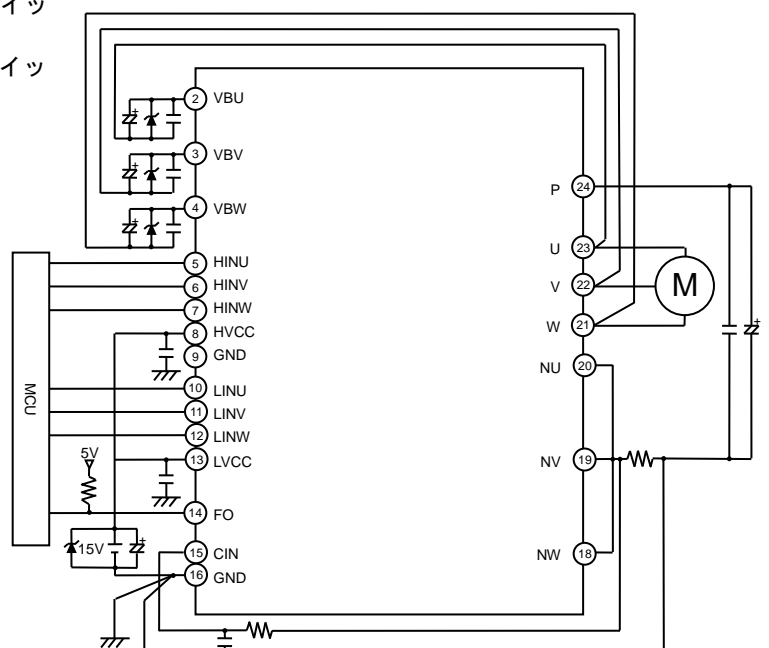 イッ
イッ
2 VBU
3 VBV
4 VBW
5 HINU
6 HINV
7 HINW
8 HVCC
9 GND
10 LINU
11 LINV
12 LINW
13 LVCC
14 FO
15 CIN
16 GND
P 24
U 23
V 22
W 21
NU 20
NV 19
NW 18
M
MCU
5V
15V
+
+
+
+
+